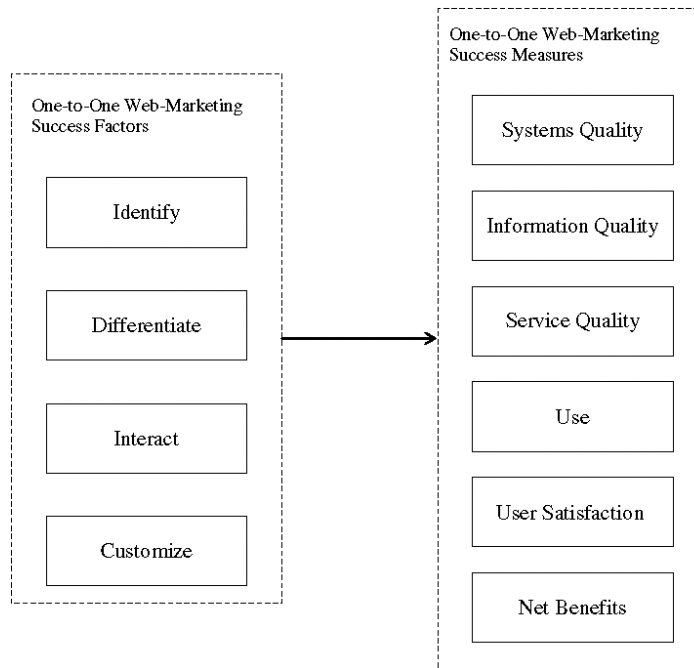 One-to-One Web-Marketing
Success Factors
Identify
Differentiate
Interact
Customize
One-to-One Web-Marketing
Success Measures
Systems Quality
Information Quality
Service Quality
Use
User Satisfaction
Net Benefits